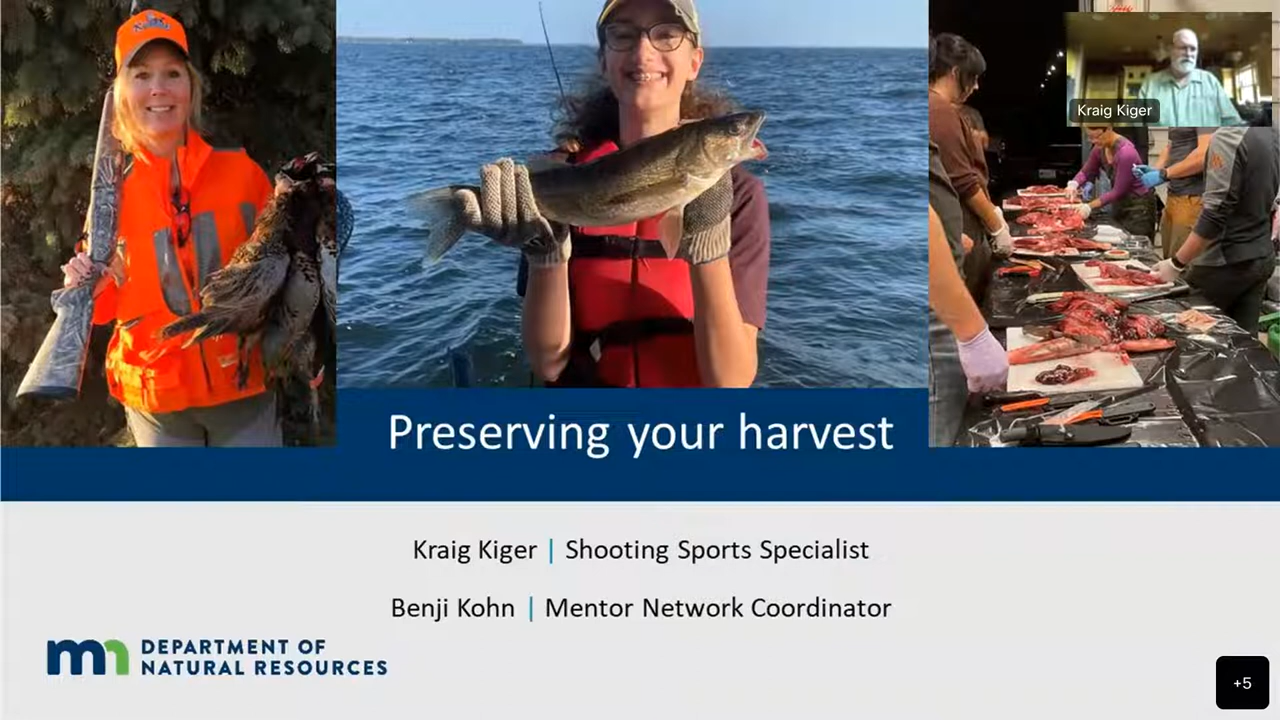 Kraig Kiger
Preserving your harvest
Kraig Kiger | Shooting Sports Specialist
Benji Kohn | Mentor Network Coordinator
mn DEPARTMENT OF
NATURAL RESOURCES
+5